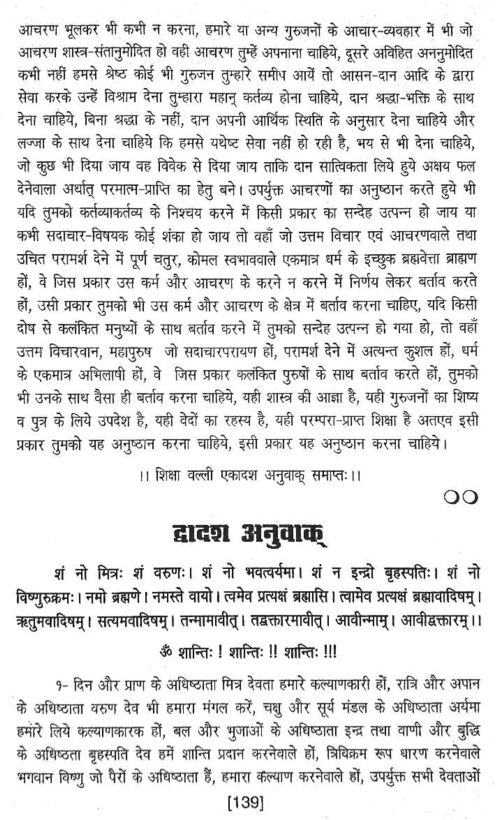 आचरण भूलकर भी कभी न करना, हमारे या अन्य गुरुजनों के आचार-व्यवहार में भी जो
आचरण शास्त्र-संतानुमोदित हो वही आचरण तुम्हें अपनाना चाहिये, दूसरे अविहित अननुमोदित
कभी नहीं हमसे श्रेष्ठ कोई भी गुरुजन तुम्हारे समीप आयें तो आसन-दान आदि के द्वारा
सेवा करके उन्हें विश्राम देना तुम्हारा महान् कर्तव्य होना चाहिये, दान श्रद्धा-भक्ति के साथ
देना चाहिये, बिना श्रद्धा के नहीं, दान अपनी आर्थिक स्थिति के अनुसार देना चाहिये और
लज्जा के साथ देना चाहिये कि हमसे यथेष्ट सेवा नहीं हो रही है, भय से भी देना चाहिये,
जो कुछ भी दिया जाय वह विवेक से दिया जाय ताकि दान सात्विकता लिये हुये अक्षय फल
देनेवाला अर्थात् परमात्म-प्राप्ति का हेतु बने। उपर्युक्त आचरणों का अनुष्ठान करते हुये भी
यदि तुमको कर्तव्याकर्तव्य के निश्चय करने में किसी प्रकार का सन्देह उत्पन्न हो जाय या
कभी सदाचार-विषयक कोई शंका हो जाय तो वहाँ जो उत्तम विचार एवं आचरणवाले तथा
उचित परामर्श देने में पूर्ण चतुर, कोमल स्वभाववाले एकमात्र धर्म के इच्छुक ब्रह्मवेत्ता ब्राह्मण
हों, वे जिस प्रकार उस कर्म और आचरण के करने न करने में निर्णय लेकर बर्ताव करते
हों, उसी प्रकार तुमको भी उस कर्म और आचरण के क्षेत्र में बर्ताव करना चाहिए, यदि किसी
दोष से कलंकित मनुष्यों के साथ बर्ताव करने में तुमको सन्देह उत्पन्न हो गया हो, तो वहाँ
उत्तम विचारवान, महापुरुष जो सदाचारपरायण हों, परामर्श देने में अत्यन्त कुशल हों, धर्म
के एकमात्र अभिलाषी हों, वे जिस प्रकार कलंकित पुरुषों के साथ बर्ताव करते हों, तुमको
भी उनके साथ वैसा ही बर्ताव करना चाहिये, यही शास्त्र की आज्ञा है, यही गुरुजनों का शिष्य
व पुत्र के लिये उपदेश है, यही वेदों का रहस्य है, यही परम्परा-प्राप्त शिक्षा है अतएव इसी
प्रकार तुमको यह अनुष्ठान करना चाहिये, इसी प्रकार यह अनुष्ठान करना चाहिये।
।। शिक्षा वल्ली एकादश अनुवाक् समाप्तः।।
द्वादश अनुवाक्
शं नो मित्रः शं वरुणः। शं नो भवत्वर्यमा। शं न इन्द्रो बृहस्पतिः। शं नो
विष्णुरुक्रमः। नमो ब्रह्मणे। नमस्ते वायो। त्वमेव प्रत्यक्षं ब्रह्मासि। त्वामेव प्रत्यक्षं ब्रह्मावादिषम्।
ऋतुमवादिषम्। सत्यमवादिषम्। तन्मामावीत्। तद्वक्तारमावीत्। आवीन्माम्। आवीद्वक्तारम्।।
ॐ शान्तिः ! शान्तिः !! शान्तिः !!!
१- दिन और प्राण के अधिष्ठाता मित्र देवता हमारे कल्याणकारी हों, रात्रि और अपान
के अधिष्ठाता वरुण देव भी हमारा मंगल करें, चक्षु और सूर्य मंडल के अधिष्ठाता अर्यमा
हमारे लिये कल्याणकारक हों, बल और भुजाओं के अधिष्ठाता इन्द्र तथा वाणी और बुद्धि
के अधिष्ठता बृहस्पति देव हमें शान्ति प्रदान करनेवाले हों, त्रिविक्रम रूप धारण करनेवाले
भगवान विष्णु जो पैरों के अधिष्ठाता हैं, हमारा कल्याण करनेवाले हों, उपर्युक्त सभी देवताओं
[139]